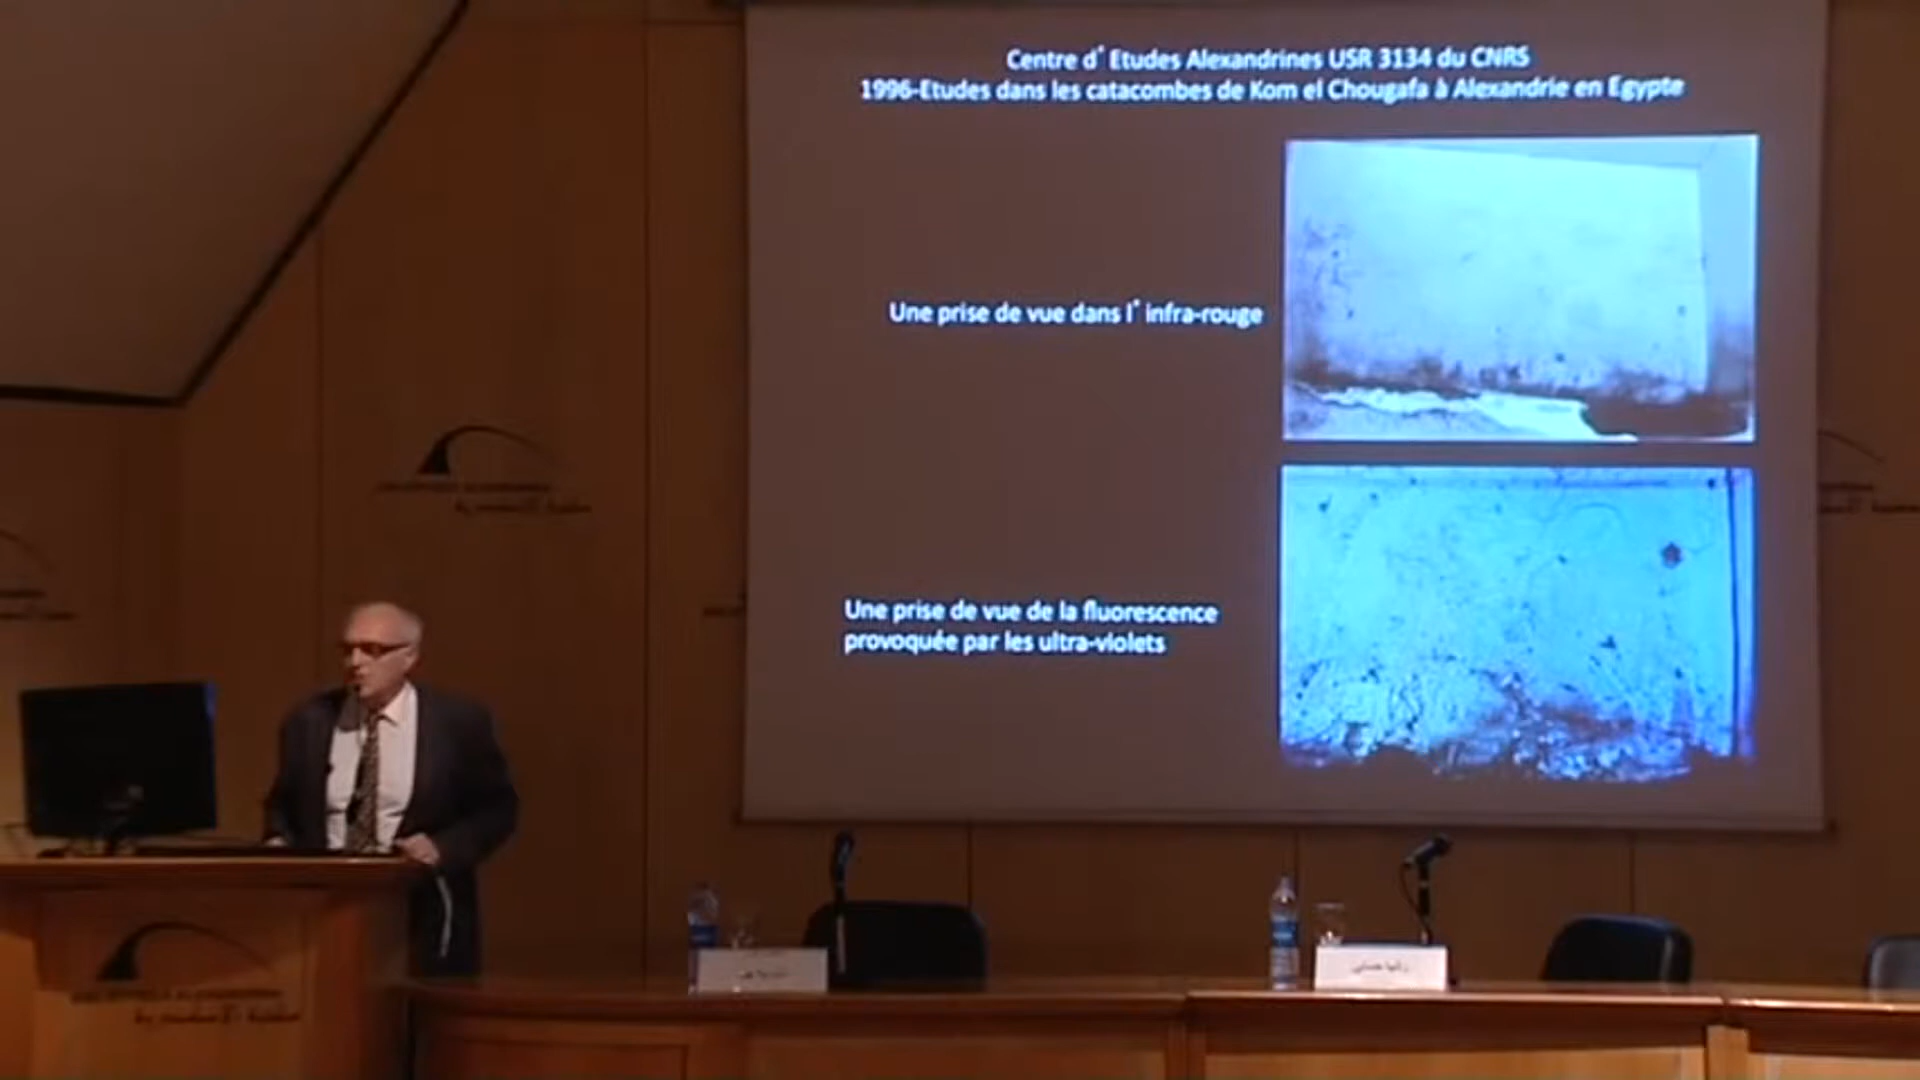 Centre d' Etudes Alexandrines USR 3134 du CNRS
1996-Etudes dans les catacombes de Kom el Chougafa à Alexandrie en Egypte
Une prise de vue dans l' infra-rouge
Une prise de vue de la fluorescence
provoquée par les ultra-violets